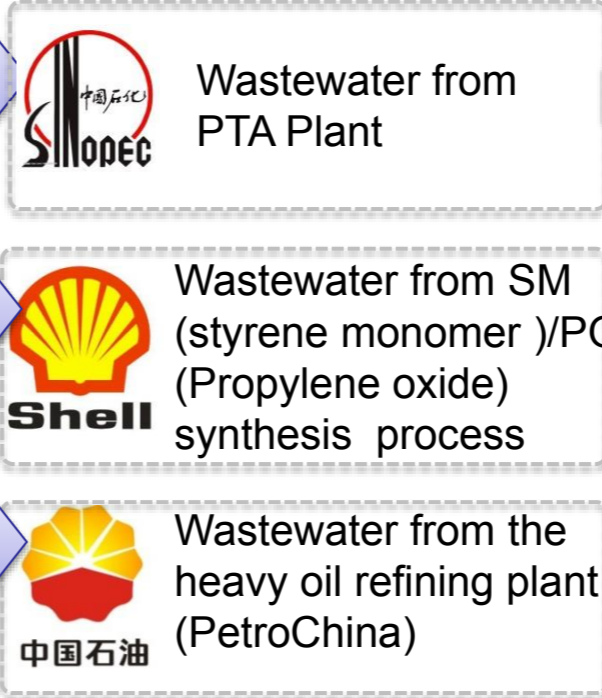 中国石化
SINOPEC
Wastewater from
PTA Plant
Shell
Wastewater from SM
(styrene monomer )/PO
(Propylene oxide)
synthesis process
中国石油
Wastewater from the
heavy oil refining plant
(PetroChina)